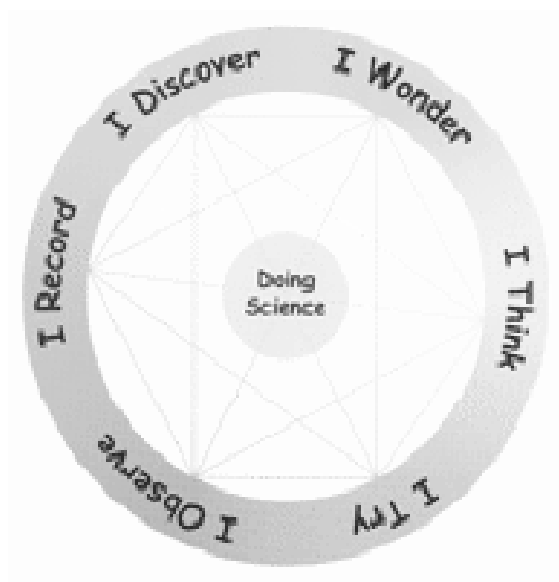 I Wonder
I Think
I Try
I Observe
I Record
I Discover
Doing
Science